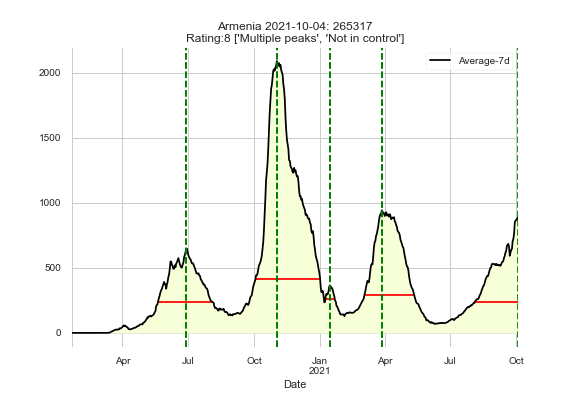 Armenia 2021-10-04: 265317
Rating:8 ['Multiple peaks', 'Not in control']
Average-7d
2000
1500
1000
500
0
Apr Jul Oct Jan Apr Jul Oct
2021
Date